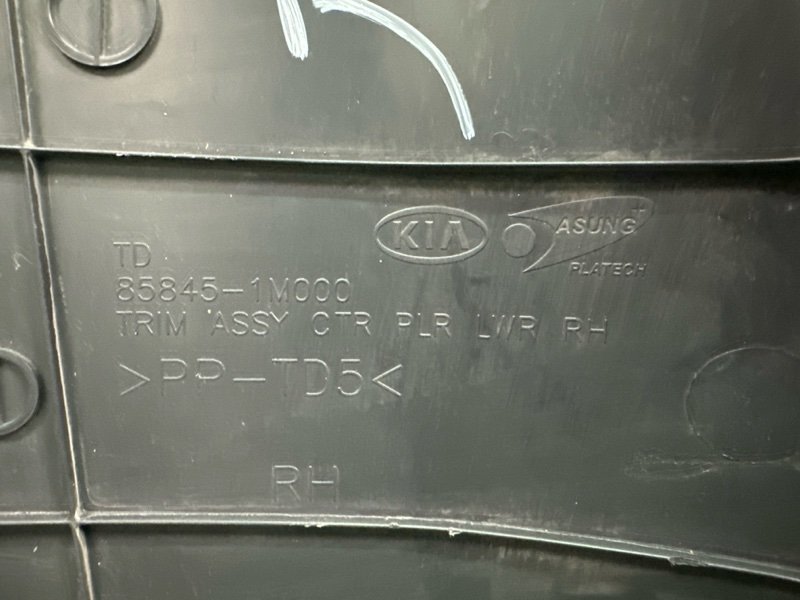 KIA
ASUNG
PLATECH
TD
85845-1M000
TRIM ASSY CTR PLR LWR RH
>PP-TD5<
RH